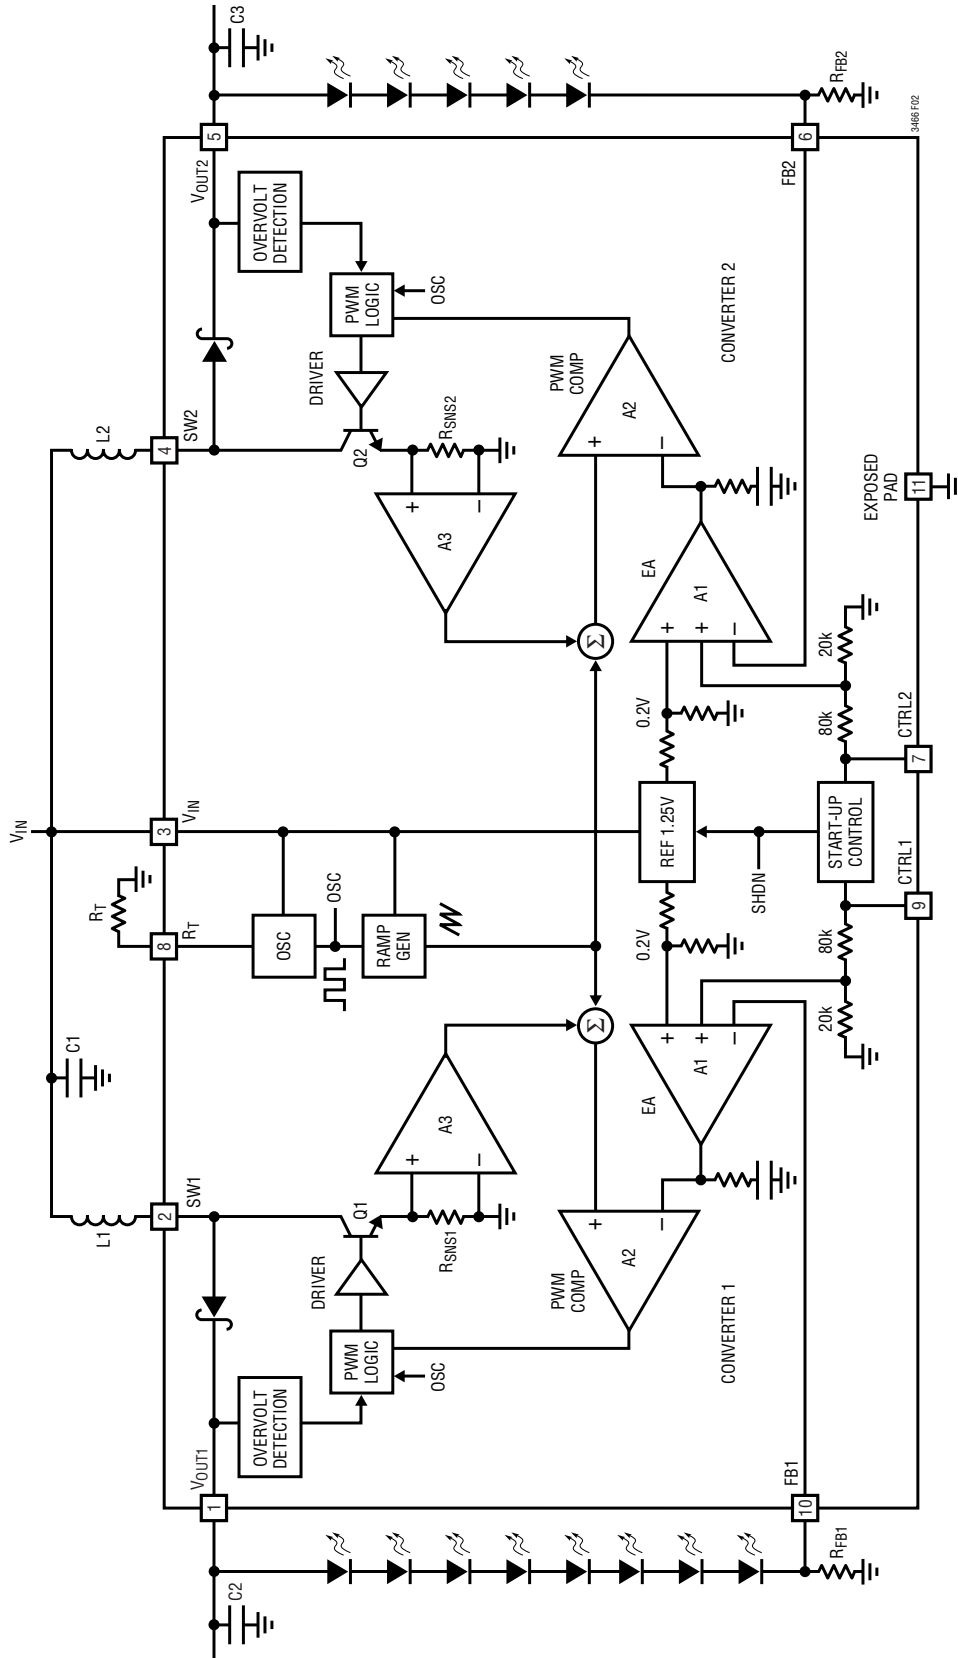 VIN
C1
L1
L2
RT
2
SW1
8
RT
3
VIN
4
SW2
C2
1
VOUT1
OVERVOLT
DETECTION
PWM
LOGIC
OSC
DRIVER
Q1
RSNS1
A3
+
–
OSC
OSC
RAMP
GEN
Q2
RSNS2
A3
+
–
DRIVER
PWM
LOGIC
OSC
OVERVOLT
DETECTION
VOUT2
5
C3
Σ
Σ
PWM
COMP
A2
+
–
CONVERTER 1
EA
A1
+
+
–
0.2V
REF 1.25V
0.2V
EA
A1
+
+
–
PWM
COMP
A2
+
–
CONVERTER 2
SHDN
START-UP
CONTROL
20k
80k
80k
20k
10
FB1
RFB1
9
CTRL1
7
CTRL2
EXPOSED
PAD
11
FB2
6
RFB2
3466 F02